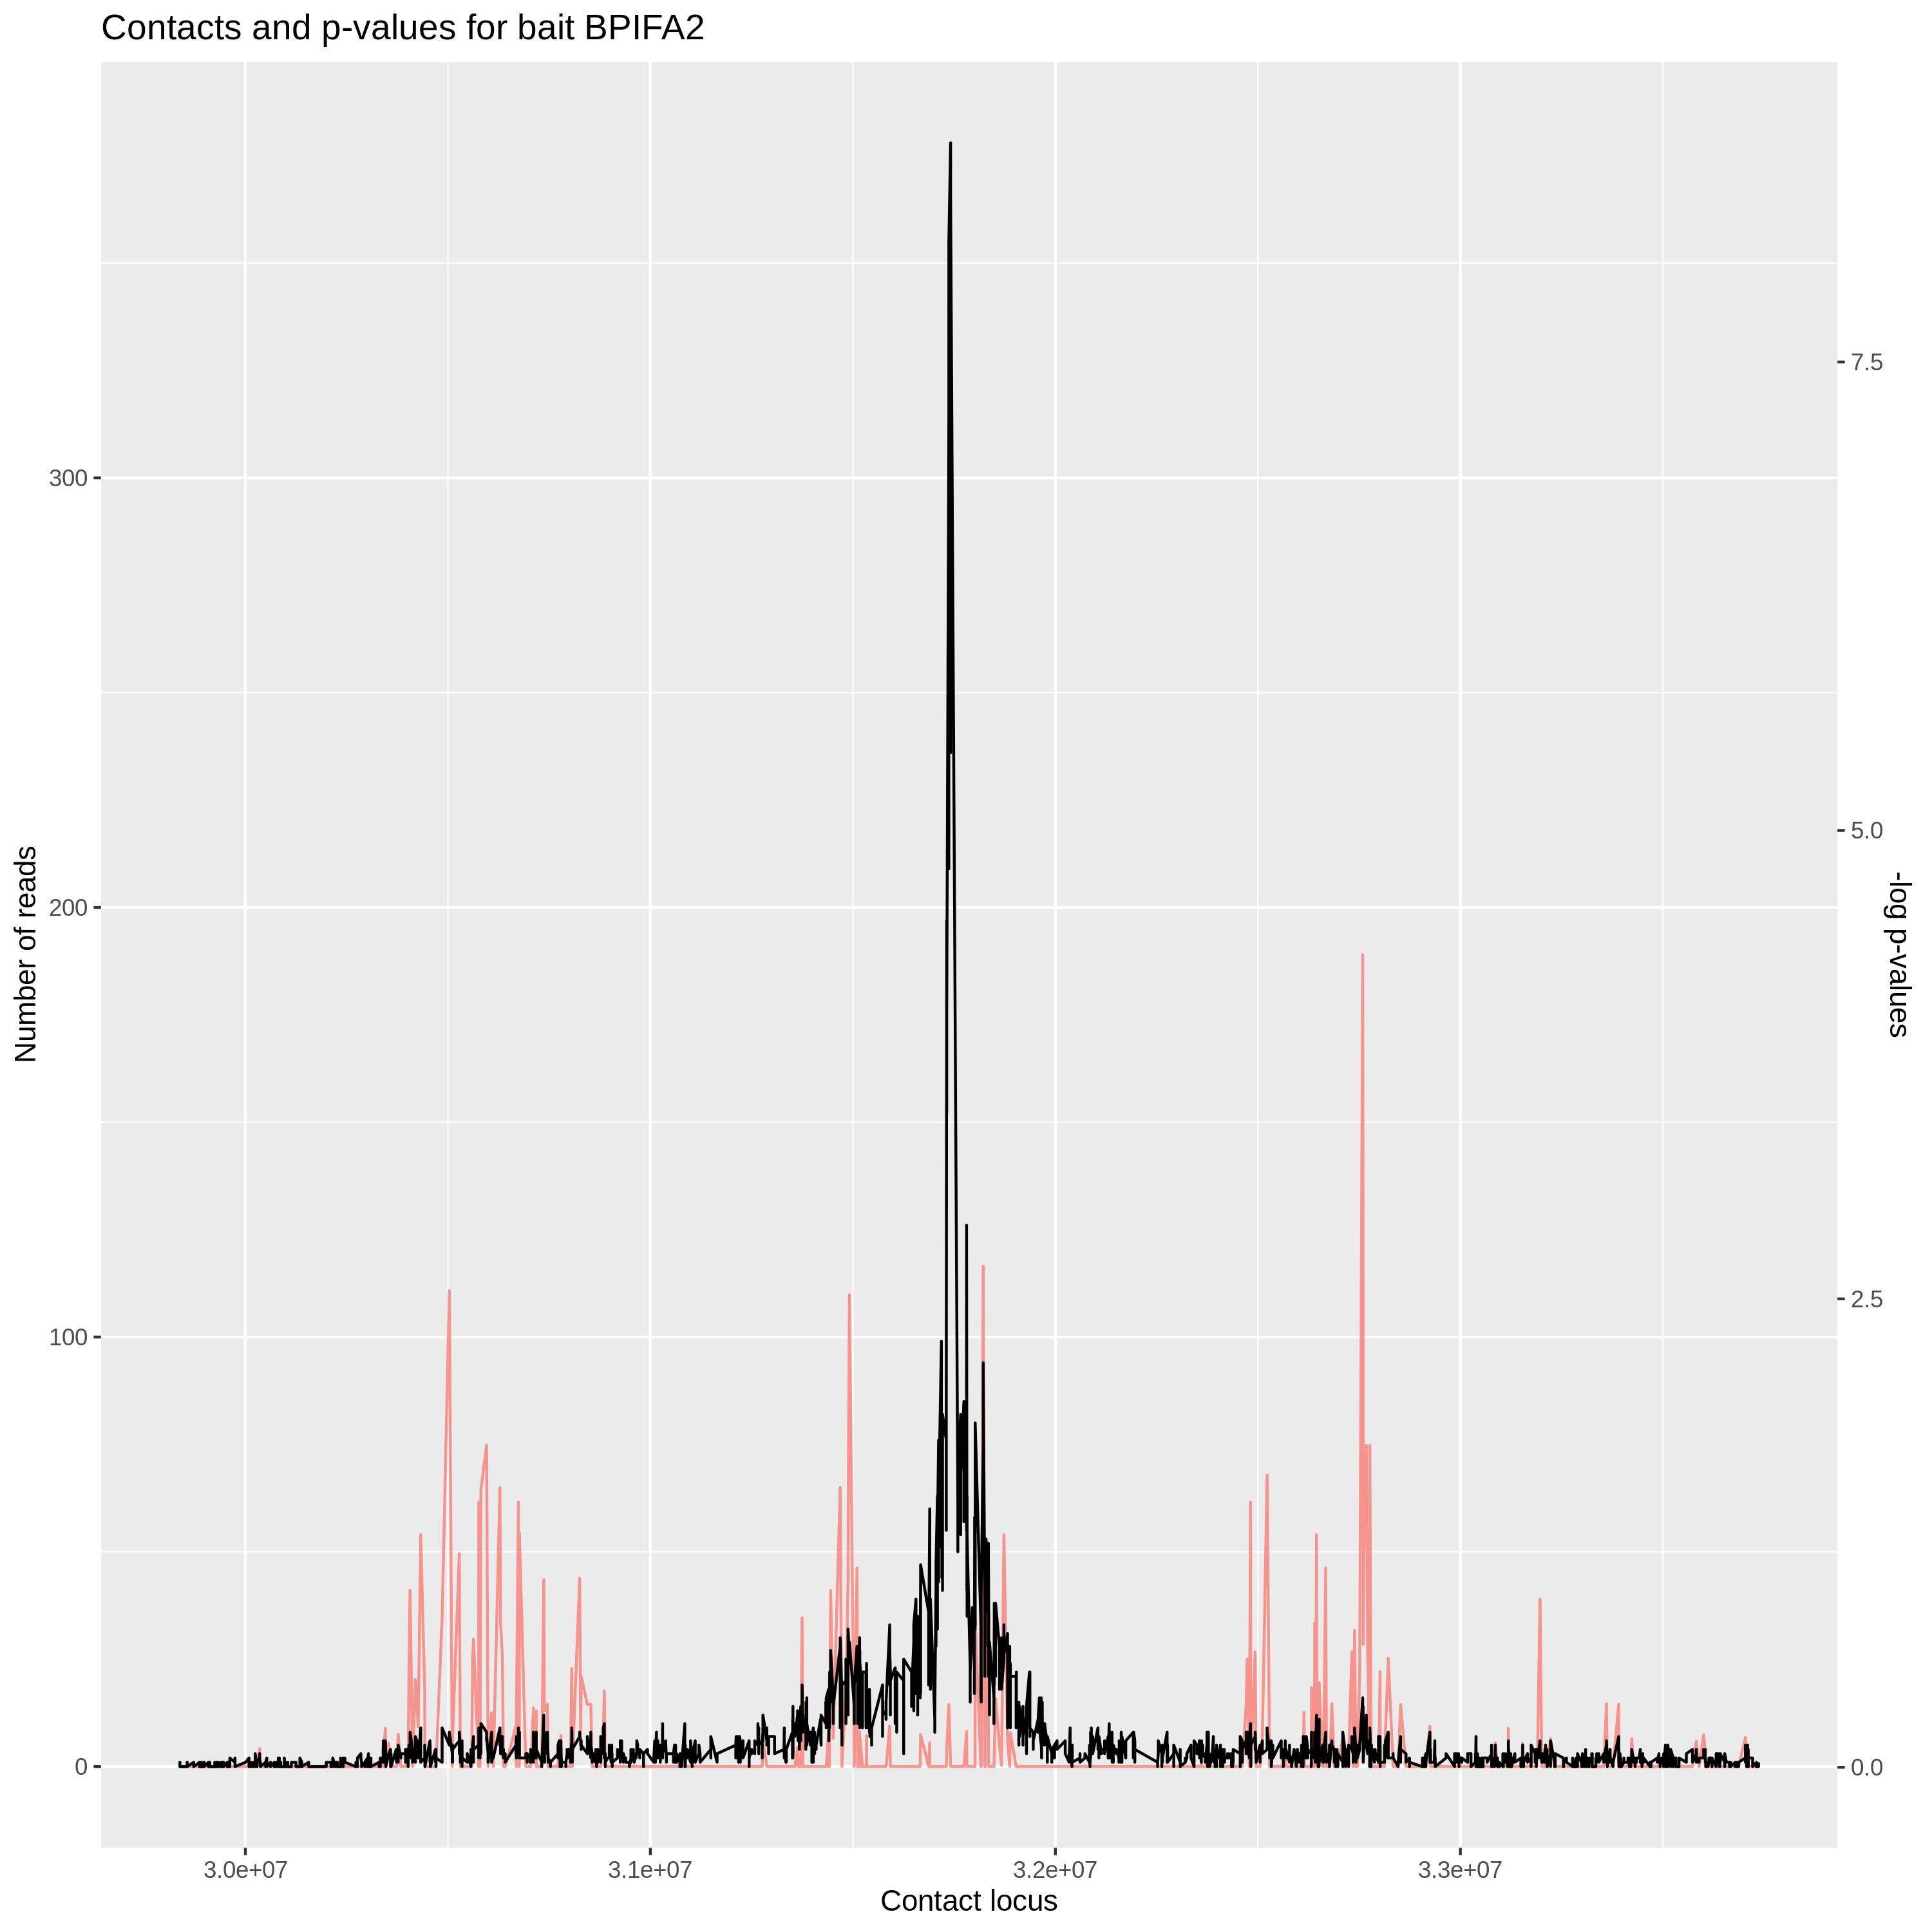 Contacts and p-values for bait BPIFA2
Number of reads
300
200
100
0
7.5
5.0
2.5
0.0
-log p-values
3.0e+07
3.1e+07
3.2e+07
3.3e+07
Contact locus